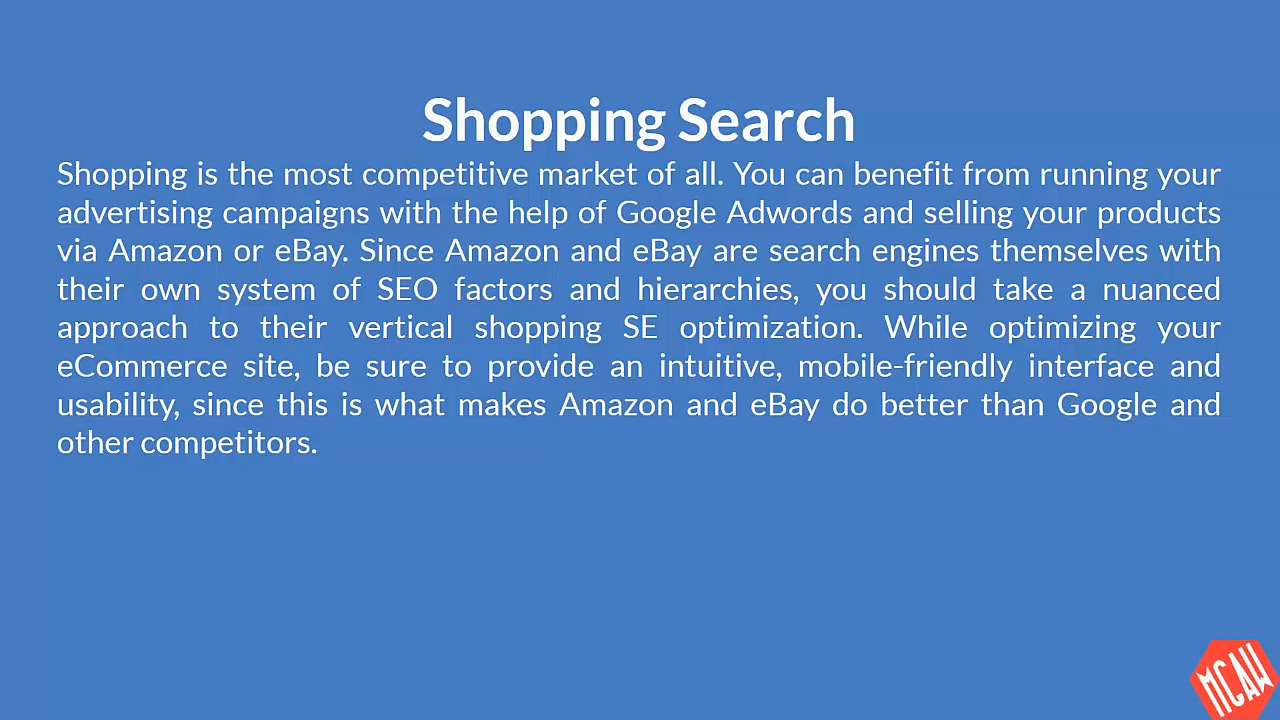 Shopping Search
Shopping is the most competitive market of all. You can benefit from running your
advertising campaigns with the help of Google Adwords and selling your products
via Amazon or eBay. Since Amazon and eBay are search engines themselves with
their own system of SEO factors and hierarchies, you should take a nuanced
approach to their vertical shopping SE optimization. While optimizing your
eCommerce site, be sure to provide an intuitive, mobile-friendly interface and
usability, since this is what makes Amazon and eBay do better than Google and
other competitors.
MCAW